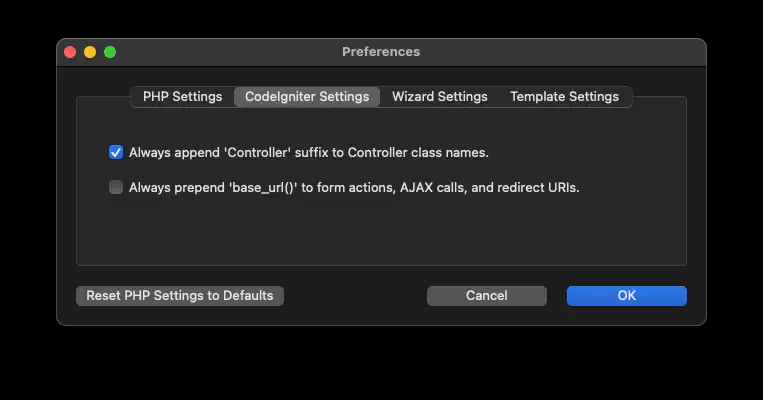 Preferences
PHP Settings
CodeIgniter Settings
Wizard Settings
Template Settings
Always append 'Controller' suffix to Controller class names.
Always prepend 'base_url()' to form actions, AJAX calls, and redirect URIs.
Reset PHP Settings to Defaults
Cancel
OK